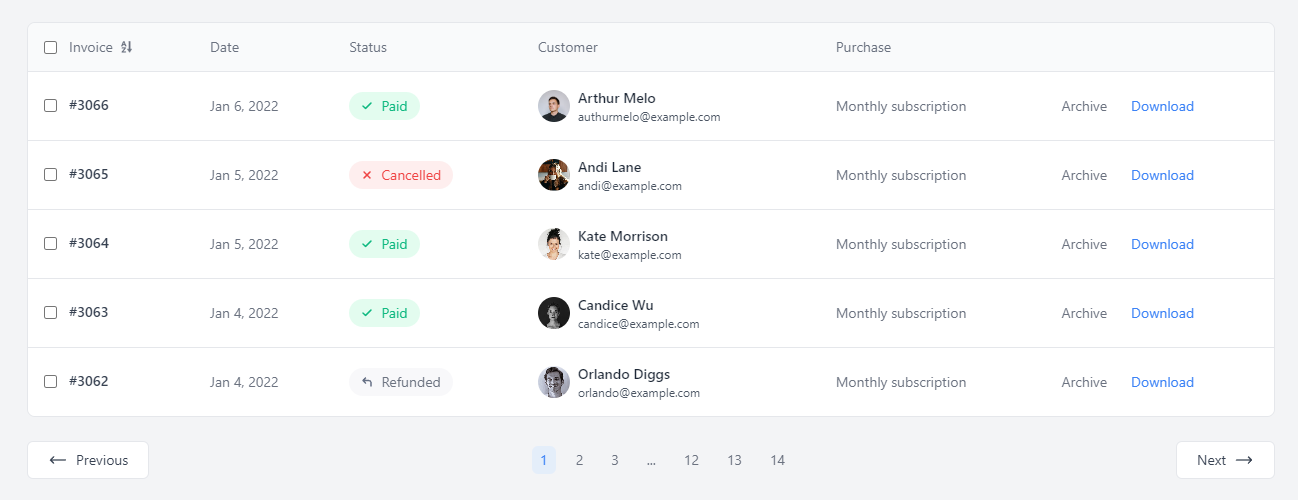 Invoice Date Status Customer Purchase
#3066 Jan 6, 2022 Paid Arthur Melo Monthly subscription Archive Download
authurmelo@example.com
#3065 Jan 5, 2022 Cancelled Andi Lane Monthly subscription Archive Download
andi@example.com
#3064 Jan 5, 2022 Paid Kate Morrison Monthly subscription Archive Download
kate@example.com
#3063 Jan 4, 2022 Paid Candice Wu Monthly subscription Archive Download
candice@example.com
#3062 Jan 4, 2022 Refunded Orlando Diggs Monthly subscription Archive Download
orlando@example.com
Previous 1 2 3 ... 12 13 14 Next